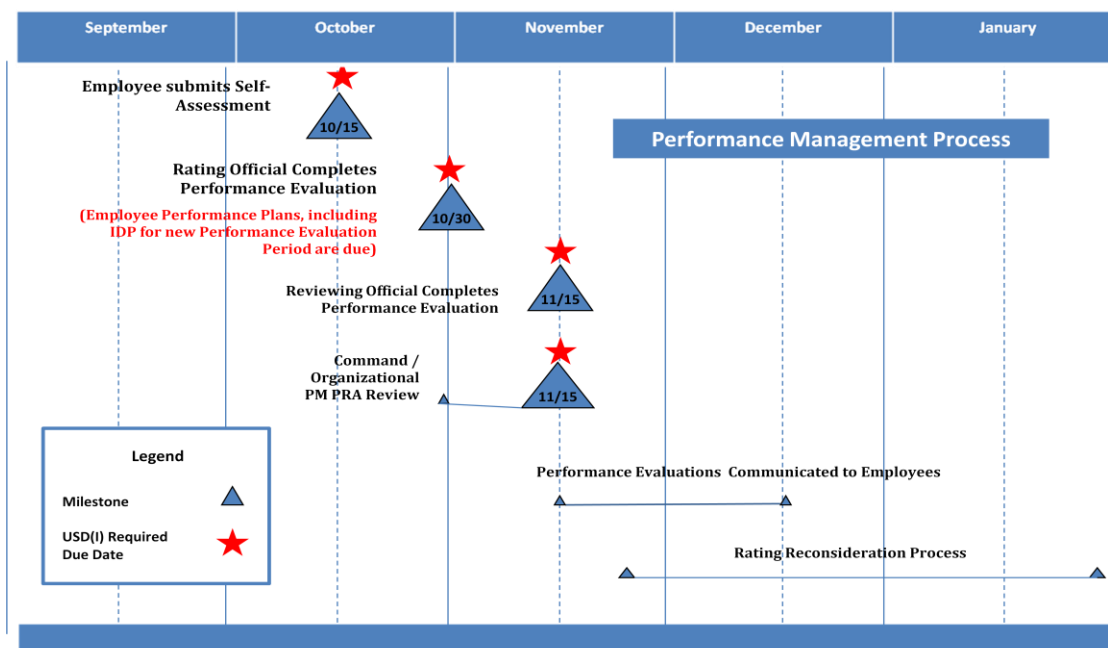 September
October
November
December
January
Employee submits Self-
Assessment
10/15
Performance Management Process
Rating Official Completes
Performance Evaluation
10/30
(Employee Performance Plans, including
IDP for new Performance Evaluation
Period are due)
Reviewing Official Completes
Performance Evaluation
11/15
Command /
Organizational
PM PRA Review
11/15
Legend
Milestone
USD(I) Required
Due Date
Performance Evaluations Communicated to Employees
Rating Reconsideration Process